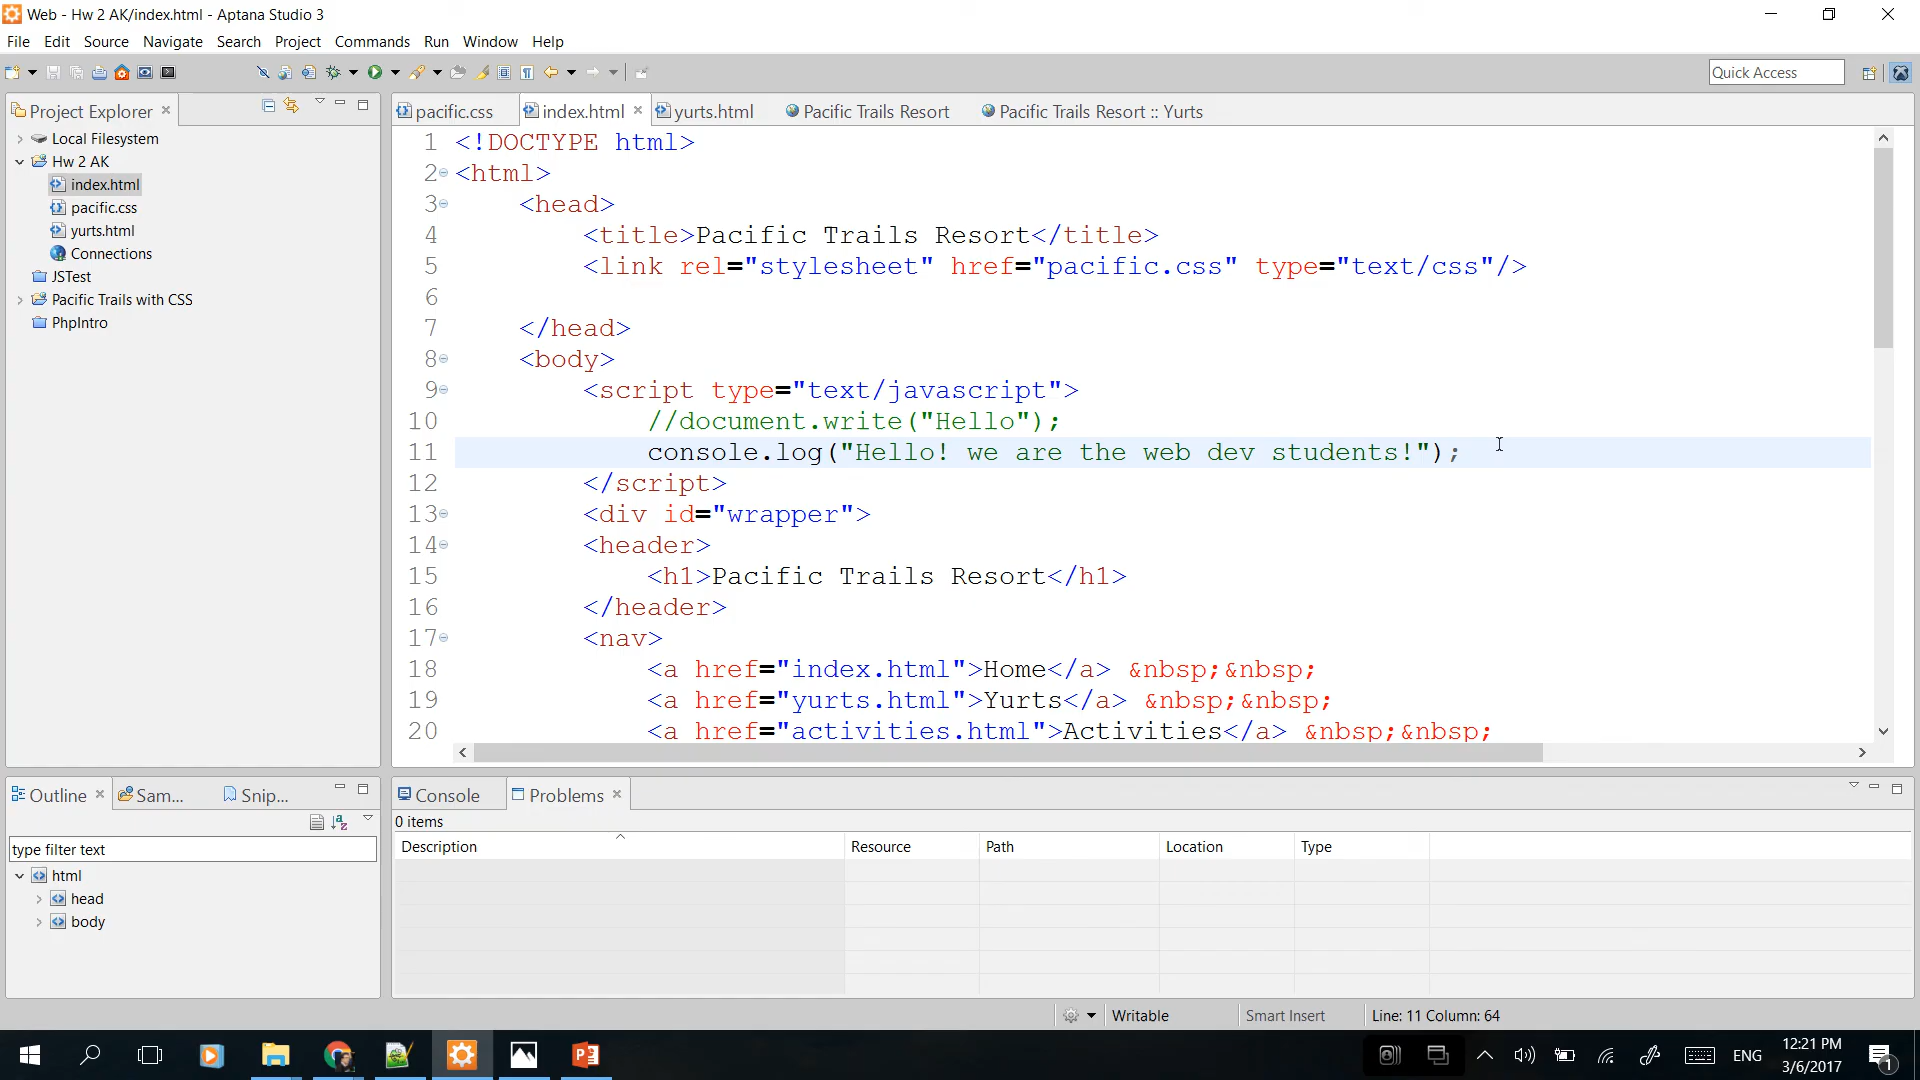 Web - Hw 2 AK/index.html - Aptana Studio 3
File Edit Source Navigate Search Project Commands Run Window Help
Quick Access
Project Explorer
Local Filesystem
Hw 2 AK
index.html
pacific.css
yurts.html
Connections
JSTest
Pacific Trails with CSS
PhpIntro
pacific.css index.html yurts.html Pacific Trails Resort Pacific Trails Resort :: Yurts
1 <!DOCTYPE html>
2 <html>
3 <head>
4 <title>Pacific Trails Resort</title>
5 <link rel="stylesheet" href="pacific.css" type="text/css"/>
6
7 </head>
8 <body>
9 <script type="text/javascript">
10 //document.write("Hello");
11 console.log("Hello! we are the web dev students!");
12 </script>
13 <div id="wrapper">
14 <header>
15 <h1>Pacific Trails Resort</h1>
16 </header>
17 <nav>
18 <a href="index.html">Home</a> &nbsp;&nbsp;
19 <a href="yurts.html">Yurts</a> &nbsp;&nbsp;
20 <a href="activities.html">Activities</a> &nbsp;&nbsp;
Outline Sam... Snip...
type filter text
html
head
body
Console Problems
0 items
Description Resource Path Location Type
Writable Smart Insert Line: 11 Column: 64
ENG
12:21 PM
3/6/2017
1